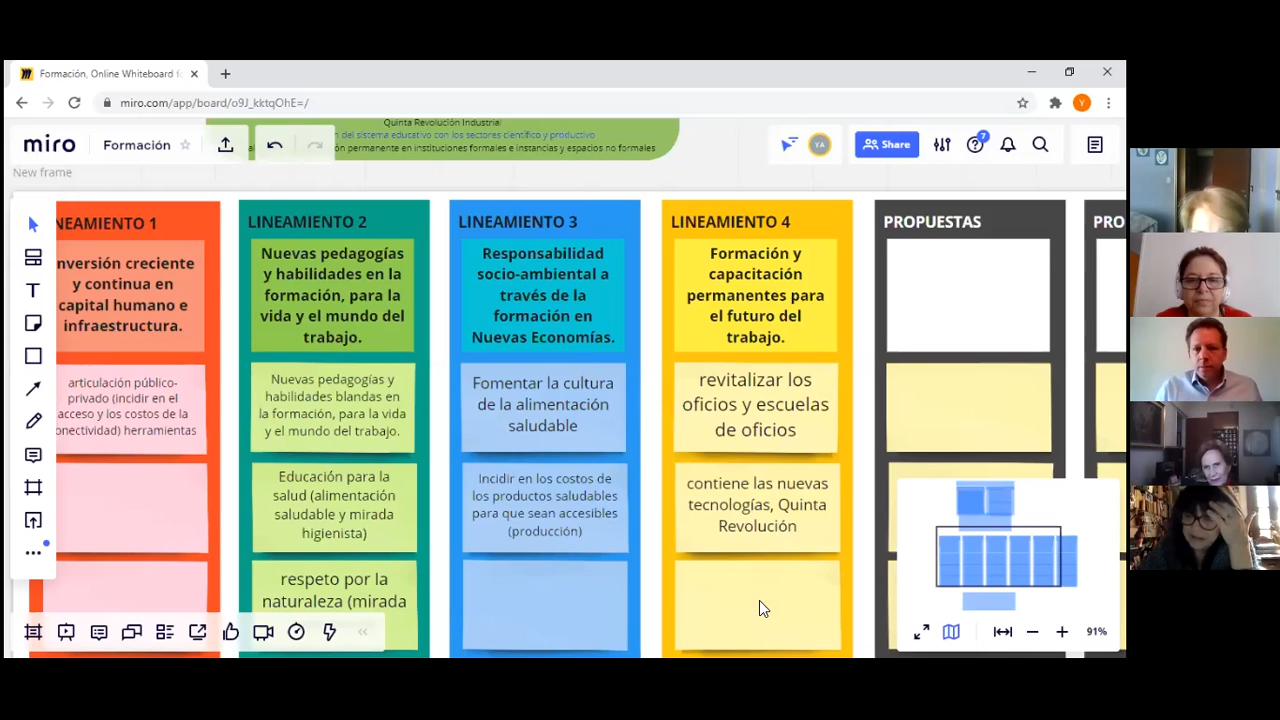 Formación, Online Whiteboard fo
miro.com/app/board/o9J_kktqOhE=/
Quinta Revolución Industrial
n del sistema educativo con los sectores científico y productivo
ión permanente en instituciones formales e instancias y espacios no formales
miro
Formación
YA
Share
7
Y
New frame
NEAMIENTO 1
nversión creciente
y continua en
capital humano e
infraestructura.
articulación público-
privado (incidir en el
acceso y los costos de la
onectividad) herramientas
LINEAMIENTO 2
Nuevas pedagogías
y habilidades en la
formación, para la
vida y el mundo del
trabajo.
Nuevas pedagogías y
habilidades blandas en
la formación, para la vida
y el mundo del trabajo.
Educación para la
salud (alimentación
saludable y mirada
higienista)
respeto por la
naturaleza (mirada
LINEAMIENTO 3
Responsabilidad
socio-ambiental a
través de la
formación en
Nuevas Economías.
Fomentar la cultura
de la alimentación
saludable
Incidir en los costos de
los productos saludables
para que sean accesibles
(producción)
LINEAMIENTO 4
Formación y
capacitación
permanentes para
el futuro del
trabajo.
revitalizar los
oficios y escuelas
de oficios
contiene las nuevas
tecnologías, Quinta
Revolución
PROPUESTAS
PRO
91%